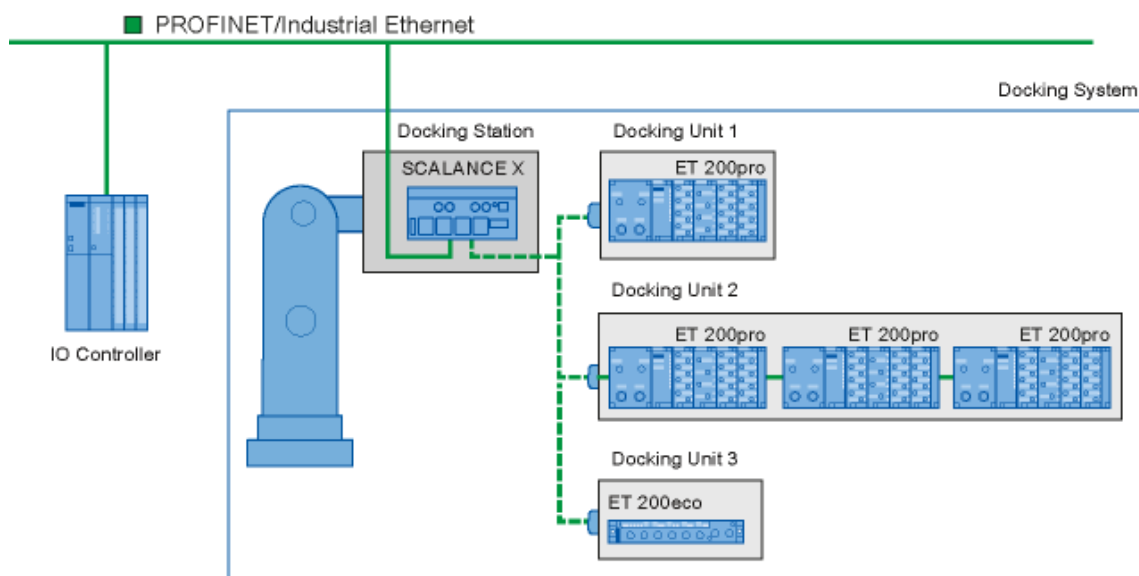 PROFINET/Industrial Ethernet
Docking System
Docking Station
SCALANCE X
IO Controller
Docking Unit 1
ET 200pro
Docking Unit 2
ET 200pro ET 200pro ET 200pro
Docking Unit 3
ET 200eco